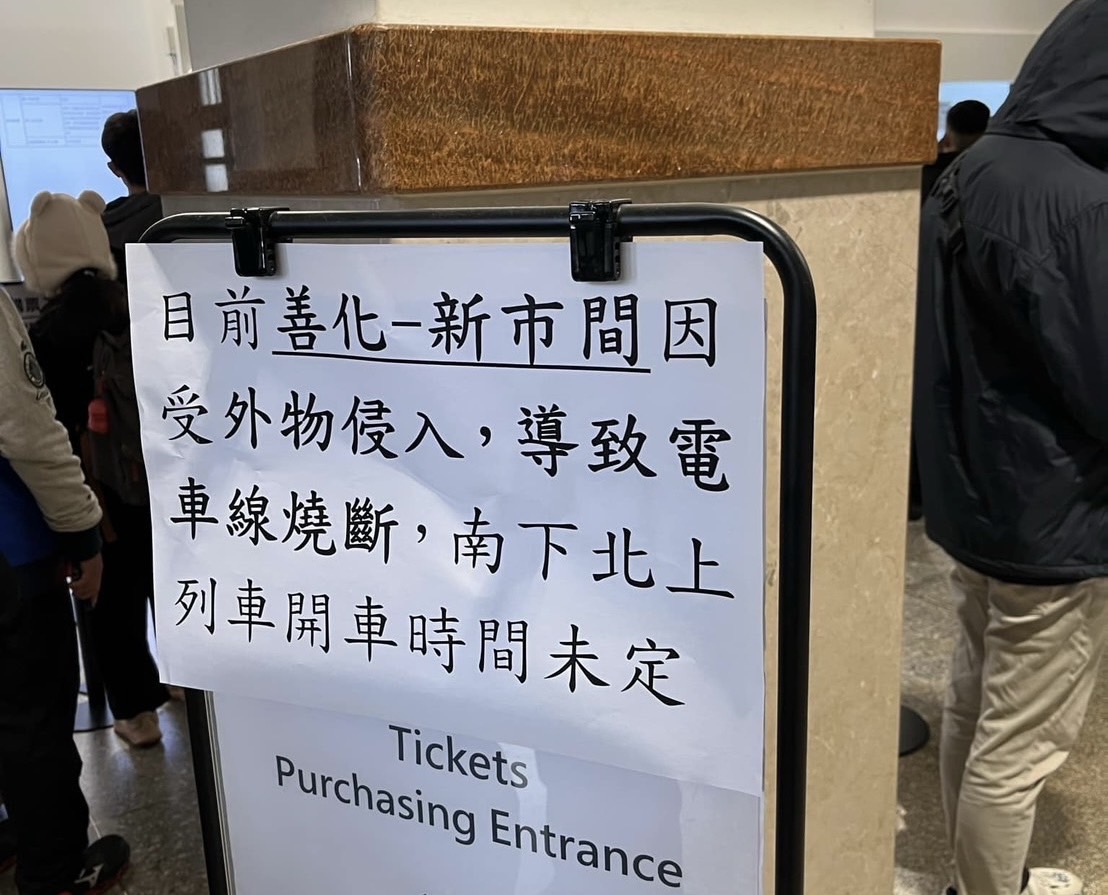 目前善化-新市間因
受外物侵入，導致電
車線燒斷，南下北上
列車開車時間未定
Tickets
Purchasing Entrance